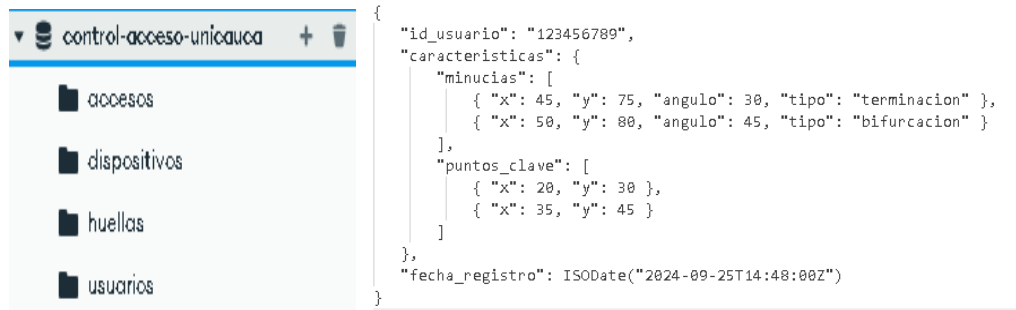 control-acceso-unicauca
accesos
dispositivos
huellas
usuarios
{
"id_usuario": "123456789",
"caracteristicas": {
"minucias": [
{ "x": 45, "y": 75, "angulo": 30, "tipo": "terminacion" },
{ "x": 50, "y": 80, "angulo": 45, "tipo": "bifurcacion" }
],
"puntos_clave": [
{ "x": 20, "y": 30 },
{ "x": 35, "y": 45 }
]
},
"fecha_registro": ISODate("2024-09-25T14:48:00Z")
}